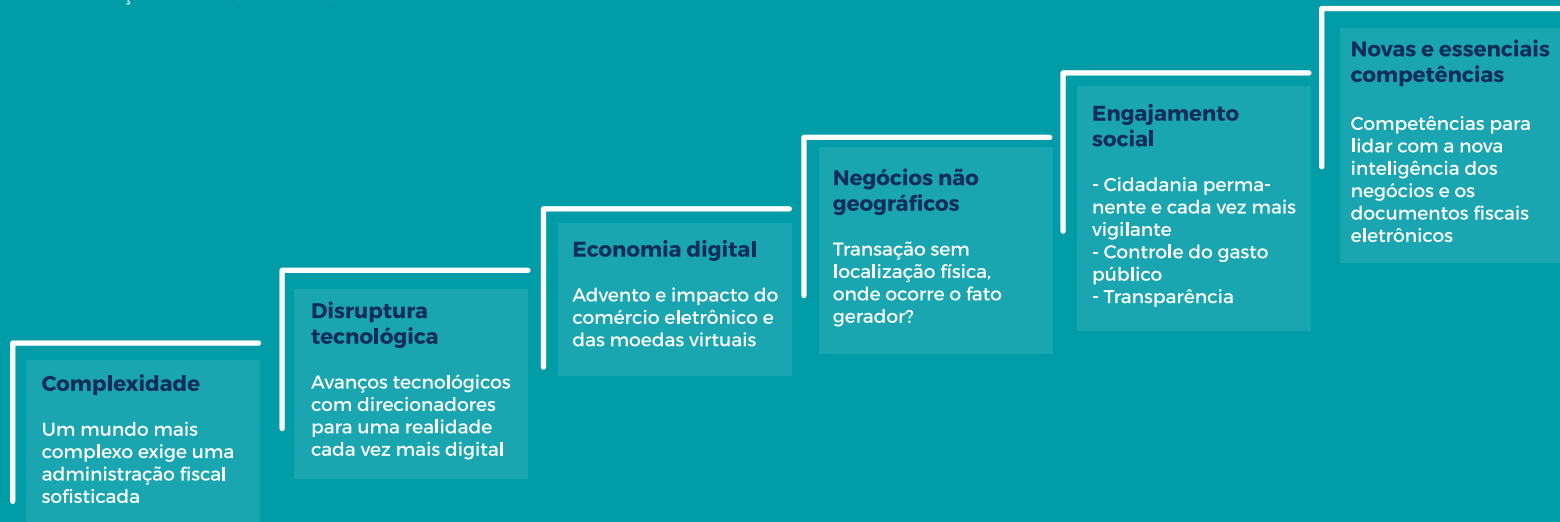 Complexidade
Um mundo mais
complexo exige uma
administração fiscal
sofisticada
Disruptura
tecnológica
Avanços tecnológicos
com direcionadores
para uma realidade
cada vez mais digital
Economia digital
Advento e impacto do
comércio eletrônico e
das moedas virtuais
Negócios não
geográficos
Transação sem
localização física,
onde ocorre o fato
gerador?
Engajamento
social
- Cidadania perma-
nente e cada vez mais
vigilante
- Controle do gasto
público
- Transparência
Novas e essenciais
competências
Competências para
lidar com a nova
inteligência dos
negócios e os
documentos fiscais
eletrônicos